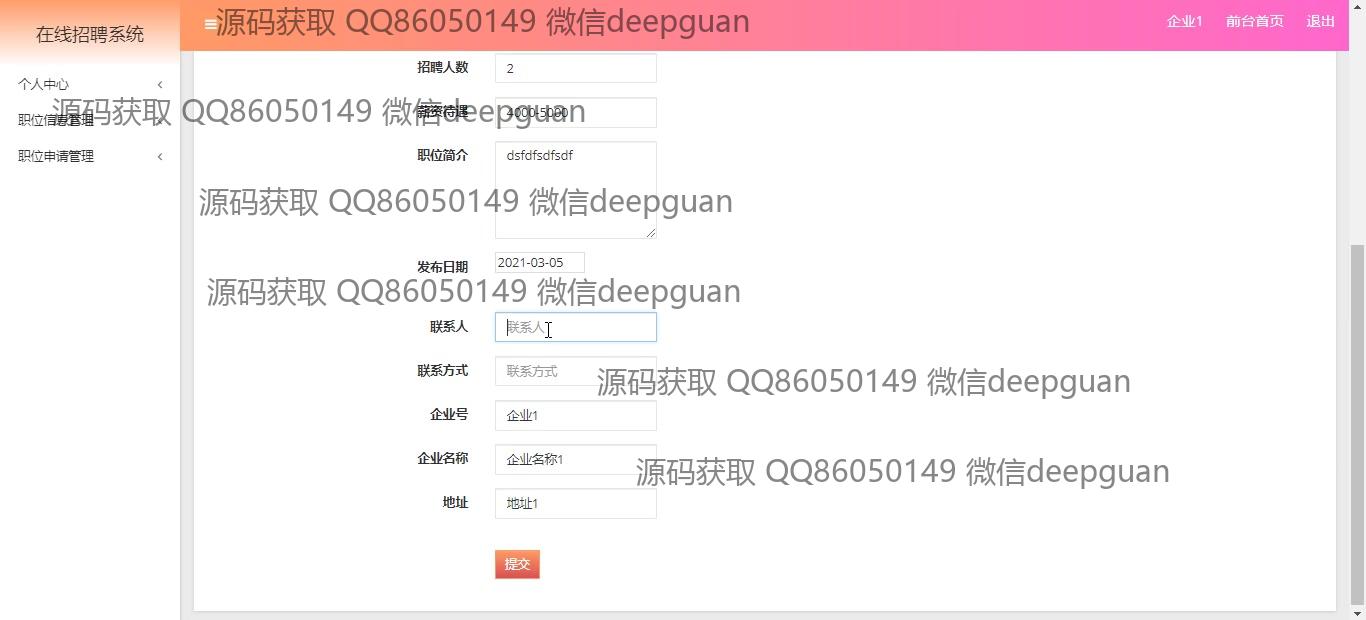 在线招聘系统
源码获取 QQ86050149 微信deepguan
企业1 前台首页 退出
个人中心
职位信息管理
职位申请管理
源码获取 QQ86050149 微信deepguan
招聘人数 2
薪资待遇 4000-5000
职位简介 dsfdfsdfsdf
源码获取 QQ86050149 微信deepguan
发布日期 2021-03-05
源码获取 QQ86050149 微信deepguan
联系人 联系人
联系方式 联系方式
源码获取 QQ86050149 微信deepguan
企业号 企业1
企业名称 企业名称1
源码获取 QQ86050149 微信deepguan
地址 地址1
提交